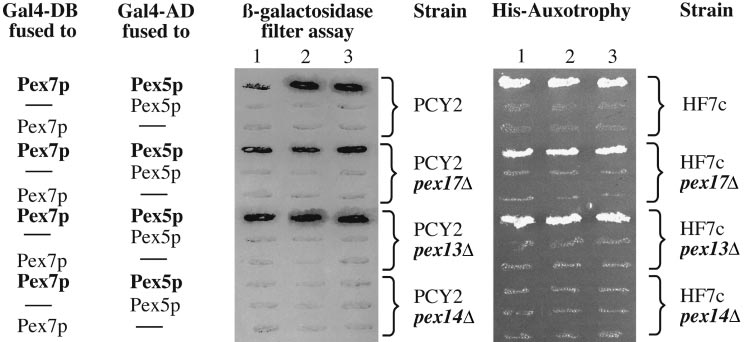 Gal4-DB Gal4-AD ß-galactosidase Strain His-Auxotrophy Strain
fused to fused to filter assay
1 2 3 1 2 3
Pex7p Pex5p
— Pex5p PCY2 HF7c
Pex7p —
Pex7p Pex5p PCY2 HF7c
— Pex5p pex17Δ pex17Δ
Pex7p —
Pex7p Pex5p PCY2 HF7c
— Pex5p pex13Δ pex13Δ
Pex7p —
Pex7p Pex5p PCY2 HF7c
— Pex5p pex14Δ pex14Δ
Pex7p —